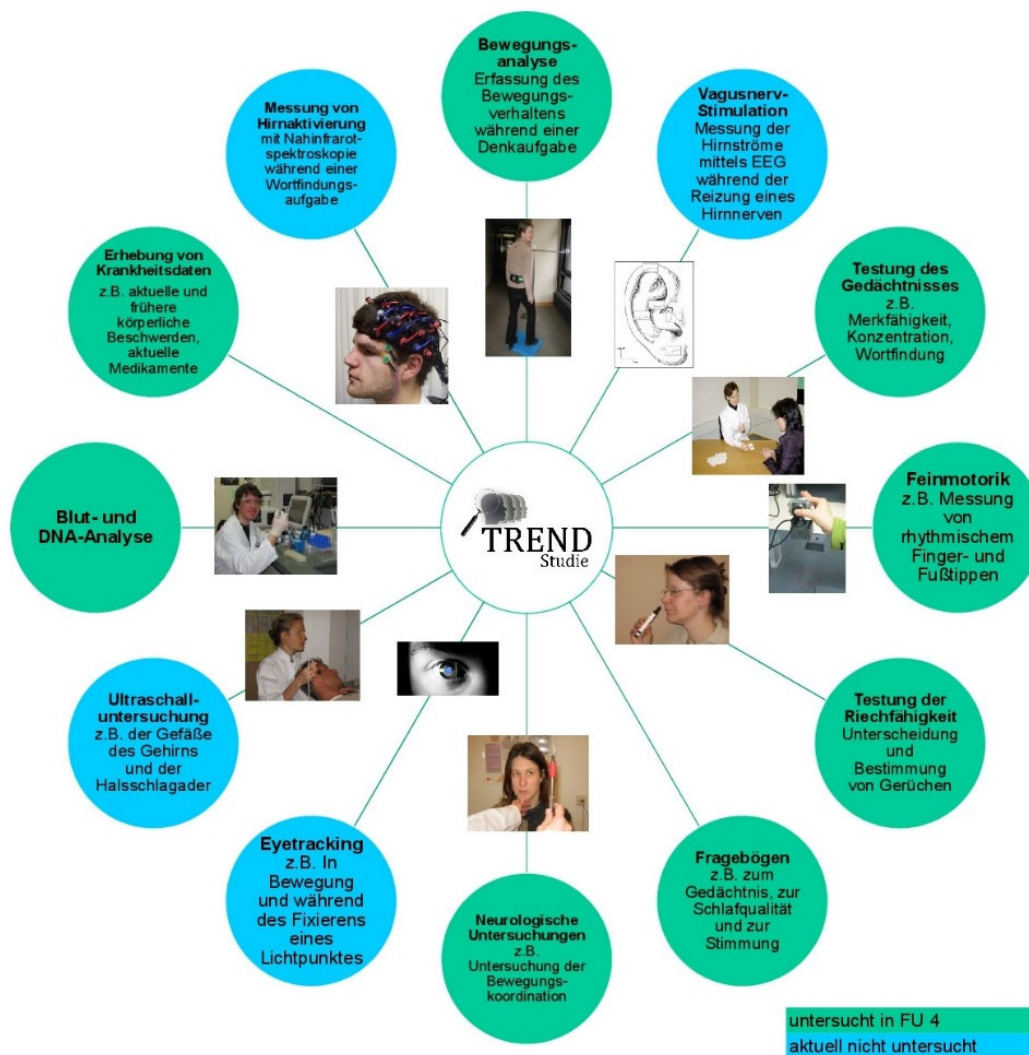 Bewegungs-
analyse
Erfassung des
Bewegungs-
verhaltens
während einer
Denkaufgabe
Vagusnerv-
Stimulation
Messung der
Hirnströme
mittels EEG
während der
Reizung eines
Hirnnerven
Testung des
Gedächtnisses
z.B.
Merkfähigkeit,
Konzentration,
Wortfindung
Feinmotorik
z.B. Messung
von
rhythmischem
Finger- und
Fußtippen
Testung der
Riechfähigkeit
Unterscheidung
und
Bestimmung
von Gerüchen
Fragebögen
z.B. zum
Gedächtnis, zur
Schlafqualität
und zur
Stimmung
Neurologische
Untersuchungen
z.B.
Untersuchung der
Bewegungs-
koordination
Eyetracking
z.B. In
Bewegung
und während
des Fixierens
eines
Lichtpunktes
Ultraschall-
untersuchung
z.B. der Gefäße
des Gehirns
und der
Halsschlagader
Blut- und
DNA-Analyse
Erhebung von
Krankheitsdaten
z.B. aktuelle und
frühere
körperliche
Beschwerden,
aktuelle
Medikamente
Messung von
Hirnaktivierung
mit Nahinfrarot-
spektroskopie
während einer
Wortfindungs-
aufgabe
TREND
Studie
untersucht in FU 4
aktuell nicht untersucht